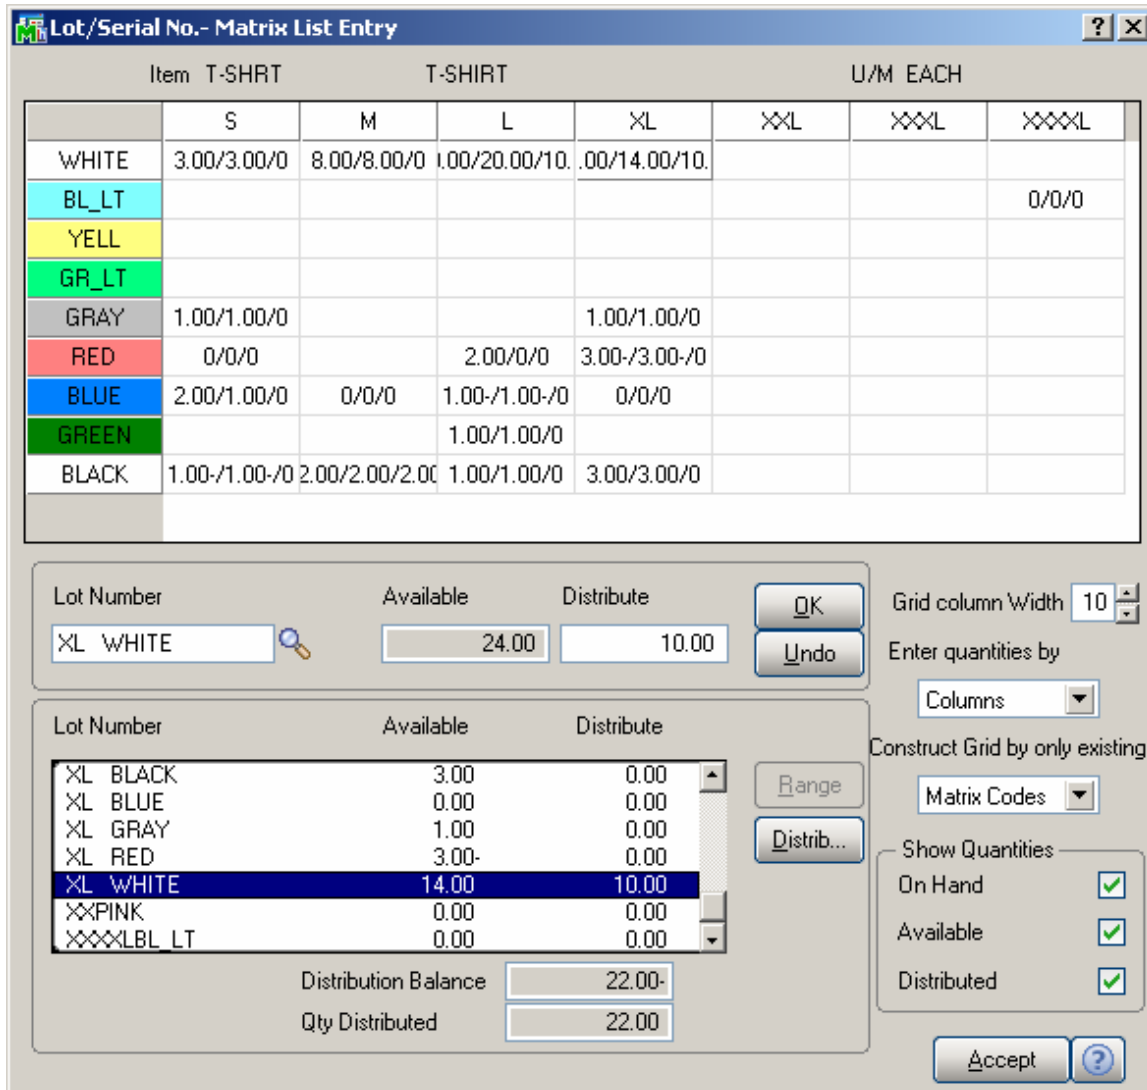 Lot/Serial No.- Matrix List Entry
Item T-SHRT T-SHIRT U/M EACH
S M L XL XXL XXXL XXXXL
WHITE 3.00/3.00/0 8.00/8.00/0 .00/20.00/10. .00/14.00/10.
BL_LT 0/0/0
YELL
GR_LT
GRAY 1.00/1.00/0 1.00/1.00/0
RED 0/0/0 2.00/0/0 3.00-/3.00-/0
BLUE 2.00/1.00/0 0/0/0 1.00-/1.00-/0 0/0/0
GREEN 1.00/1.00/0
BLACK 1.00-/1.00-/0 2.00/2.00/2.00 1.00/1.00/0 3.00/3.00/0
Lot Number Available Distribute
XL WHITE 24.00 10.00
OK
Undo
Grid column Width 10
Enter quantities by
Columns
Construct Grid by only existing
Matrix Codes
Lot Number Available Distribute
XL BLACK 3.00 0.00
XL BLUE 0.00 0.00
XL GRAY 1.00 0.00
XL RED 3.00- 0.00
XL WHITE 14.00 10.00
XXPINK 0.00 0.00
XXXXLBL_LT 0.00 0.00
Range
Distrib...
Show Quantities
On Hand
Available
Distributed
Distribution Balance 22.00-
Qty Distributed 22.00
Accept